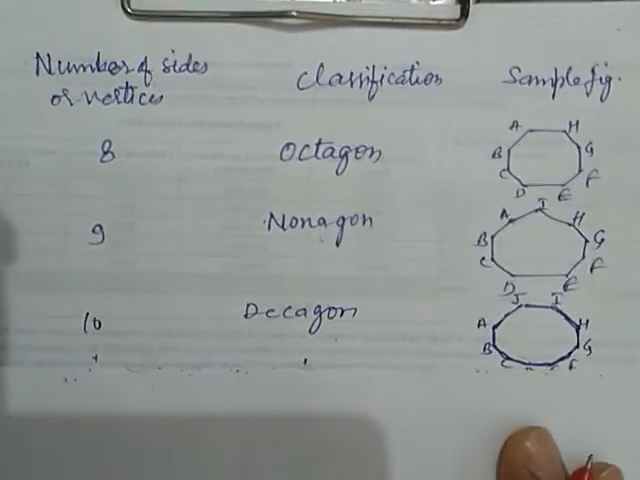 Number of sides or vertices
Classification
Sample fig.
8
Octagon
A H
B G
C F
D E
9
Nonagon
I
A H
B G
C F
D E
10
Decagon
J I
A H
B G
C F